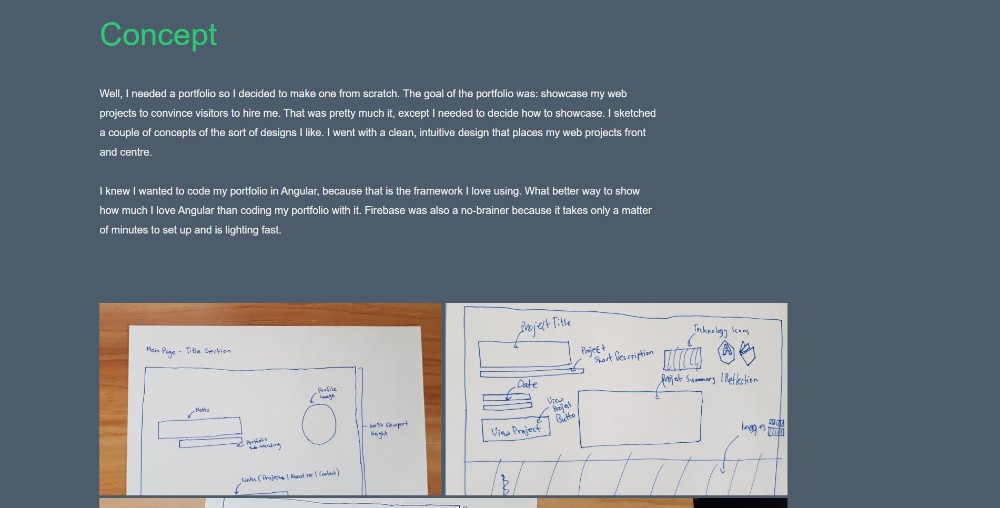 Concept
Well, I needed a portfolio so I decided to make one from scratch. The goal of the portfolio was: showcase my web
projects to convince visitors to hire me. That was pretty much it, except I needed to decide how to showcase. I sketched
a couple of concepts of the sort of designs I like. I went with a clean, intuitive design that places my web projects front
and centre.
I knew I wanted to code my portfolio in Angular, because that is the framework I love using. What better way to show
how much I love Angular than coding my portfolio with it. Firebase was also a no-brainer because it takes only a matter
of minutes to set up and is lighting fast.
Main Page - Title Section
Profile
Image
Hello
Portfolio
Height
Links (Projects | About Me | Contact)
Project Title
Technology Icons
Project
Short Description
Project Summary | Reflection
Date
View
Project
View Project